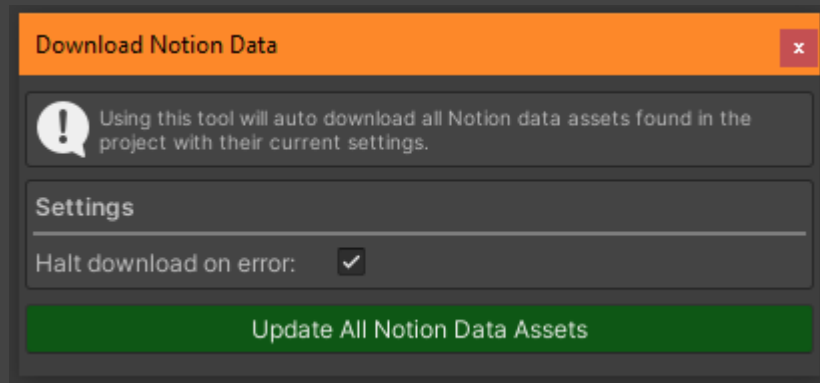 Download Notion Data
x
Using this tool will auto download all Notion data assets found in the
project with their current settings.
Settings
Halt download on error:
Update All Notion Data Assets